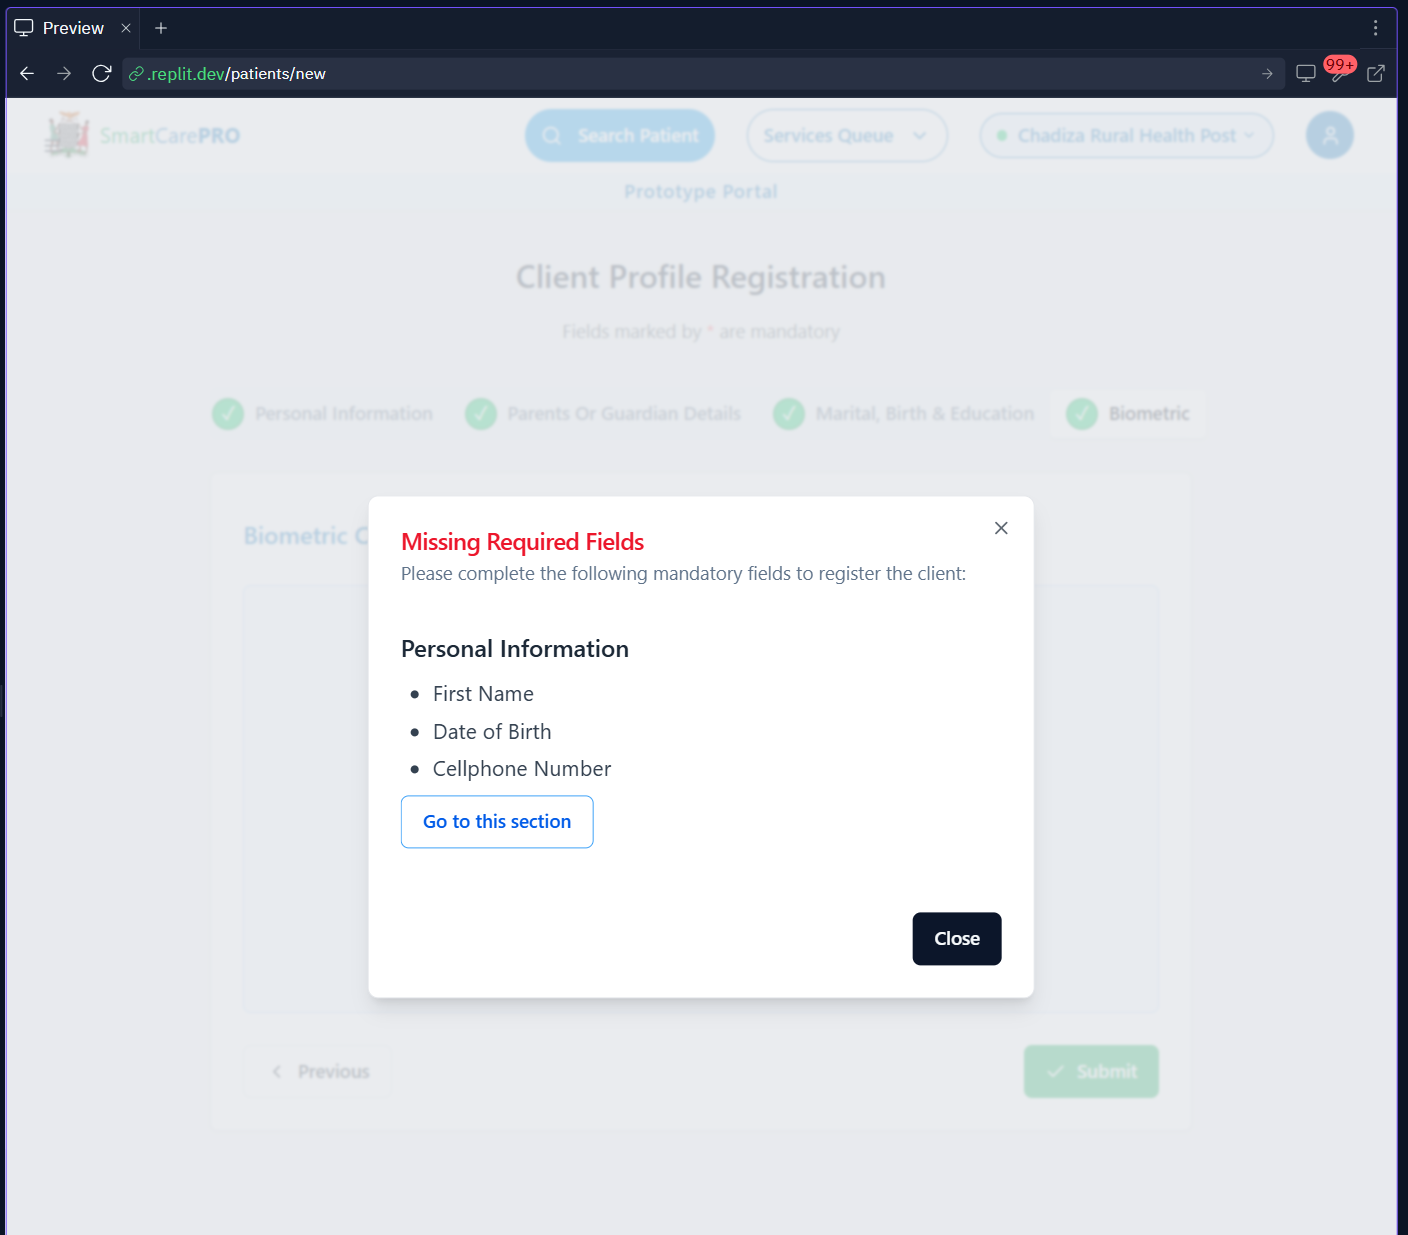 Preview
.replit.dev/patients/new
99+
SmartCarePRO
Search Patient
Services Queue
Chadiza Rural Health Post
Prototype Portal
Client Profile Registration
Fields marked by * are mandatory
Personal Information
Parents Or Guardian Details
Marital, Birth & Education
Biometric
Biometric C
Missing Required Fields
Please complete the following mandatory fields to register the client:
Personal Information
• First Name
• Date of Birth
• Cellphone Number
Go to this section
Close
Previous
Submit